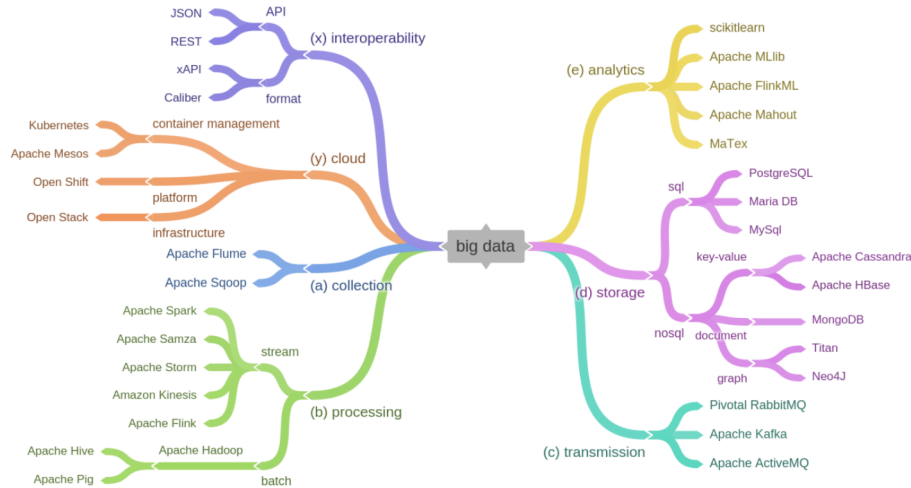 big data
(x) interoperability
API
JSON
REST
format
xAPI
Caliber
(y) cloud
container management
Kubernetes
Apache Mesos
platform
Open Shift
infrastructure
Open Stack
(a) collection
Apache Flume
Apache Sqoop
(b) processing
stream
Apache Spark
Apache Samza
Apache Storm
Amazon Kinesis
Apache Flink
batch
Apache Hadoop
Apache Hive
Apache Pig
(e) analytics
scikitlearn
Apache MLlib
Apache FlinkML
Apache Mahout
MaTex
(d) storage
sql
PostgreSQL
Maria DB
MySql
nosql
key-value
Apache Cassandra
Apache HBase
document
MongoDB
graph
Titan
Neo4J
(c) transmission
Pivotal RabbitMQ
Apache Kafka
Apache ActiveMQ